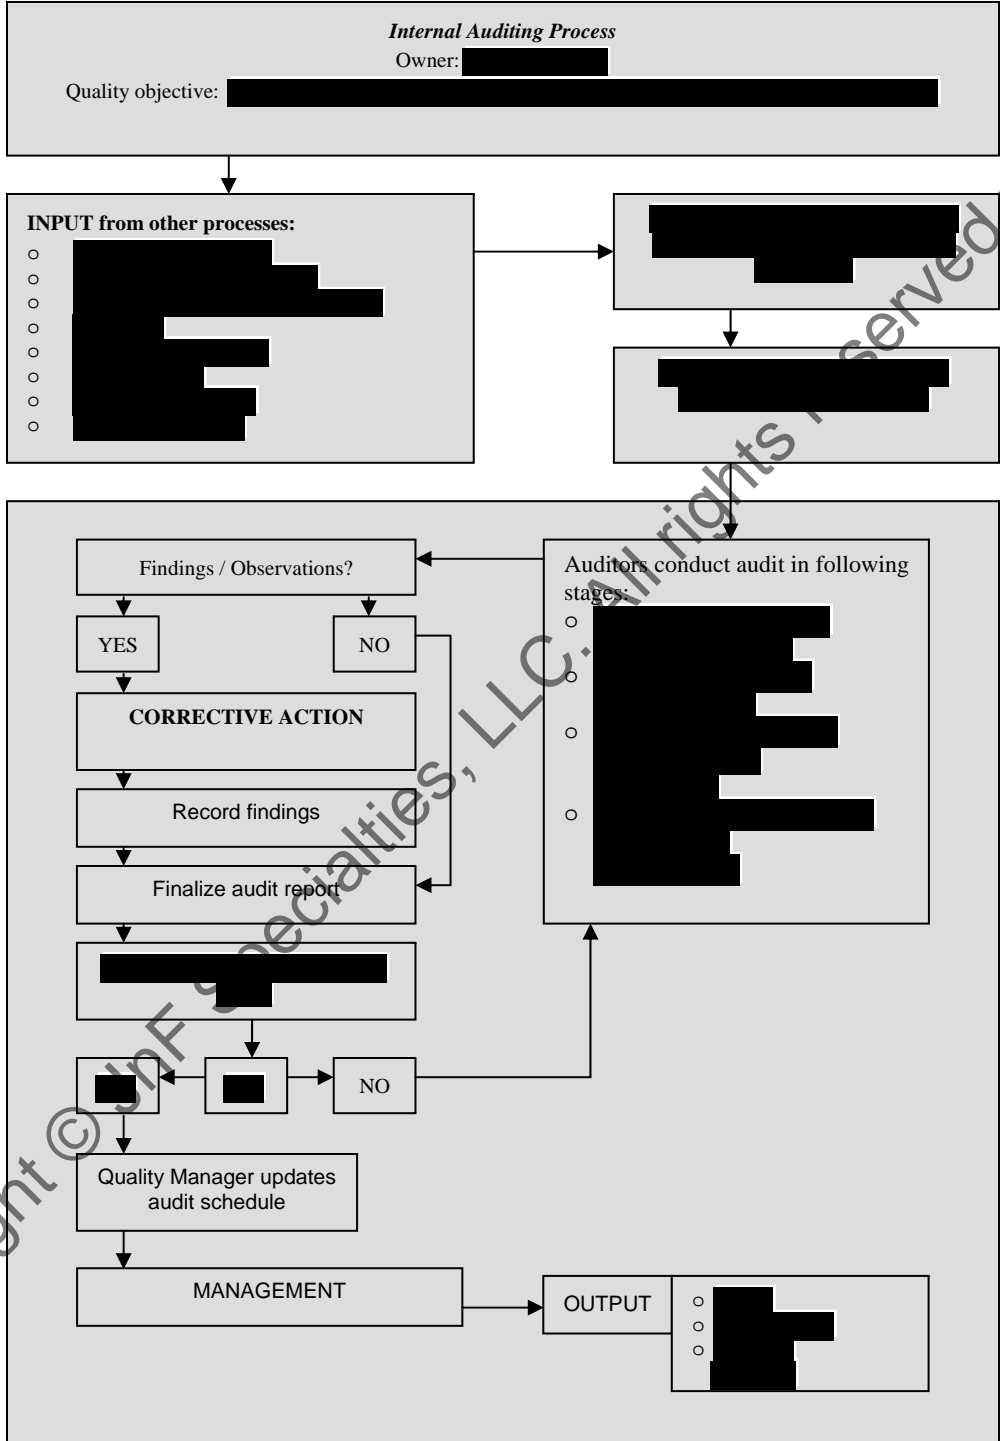 Internal Auditing Process
Owner:
Quality objective:
INPUT from other processes:
Auditors conduct audit in following
stages:
Findings / Observations?
YES
NO
CORRECTIVE ACTION
Record findings
Finalize audit report
NO
Quality Manager updates
audit schedule
MANAGEMENT
OUTPUT
ght © JnF Specialties, LLC. All rights reserved